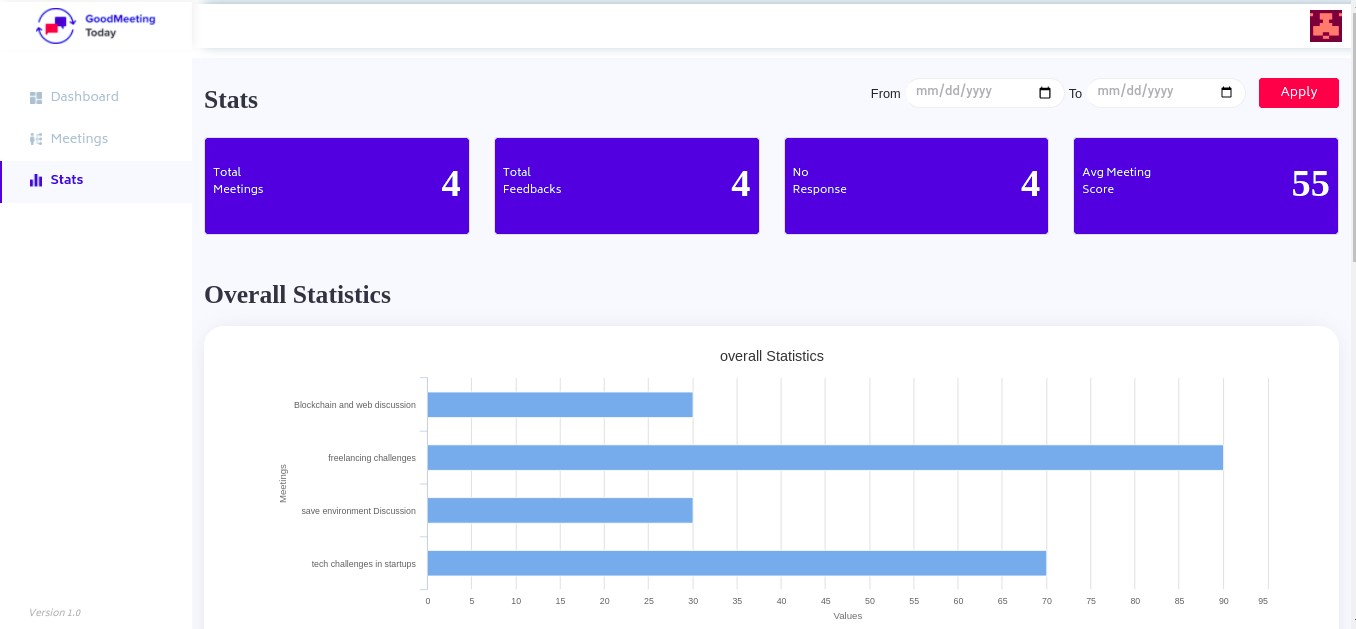 GoodMeeting
Today
Dashboard
Meetings
Stats
Version 1.0
Stats
From mm/dd/yyyy To mm/dd/yyyy Apply
Total
Meetings
4
Total
Feedbacks
4
No
Response
4
Avg Meeting
Score
55
Overall Statistics
overall Statistics
Meetings
Blockchain and web discussion
freelancing challenges
save environment Discussion
tech challenges in startups
0 5 10 15 20 25 30 35 40 45 50 55 60 65 70 75 80 85 90 95
Values